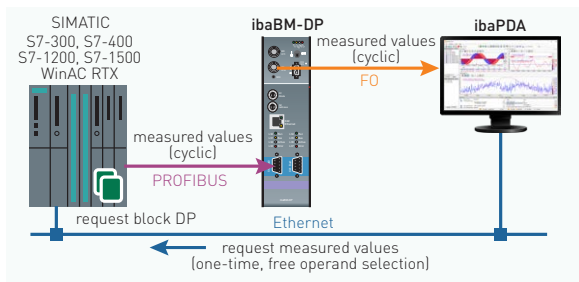 SIMATIC
S7-300, S7-400
S7-1200, S7-1500
WinAC RTX
ibaBM-DP
ibaPDA
measured values
(cyclic)
FO
measured values
(cyclic)
PROFIBUS
request block DP
Ethernet
request measured values
(one-time, free operand selection)